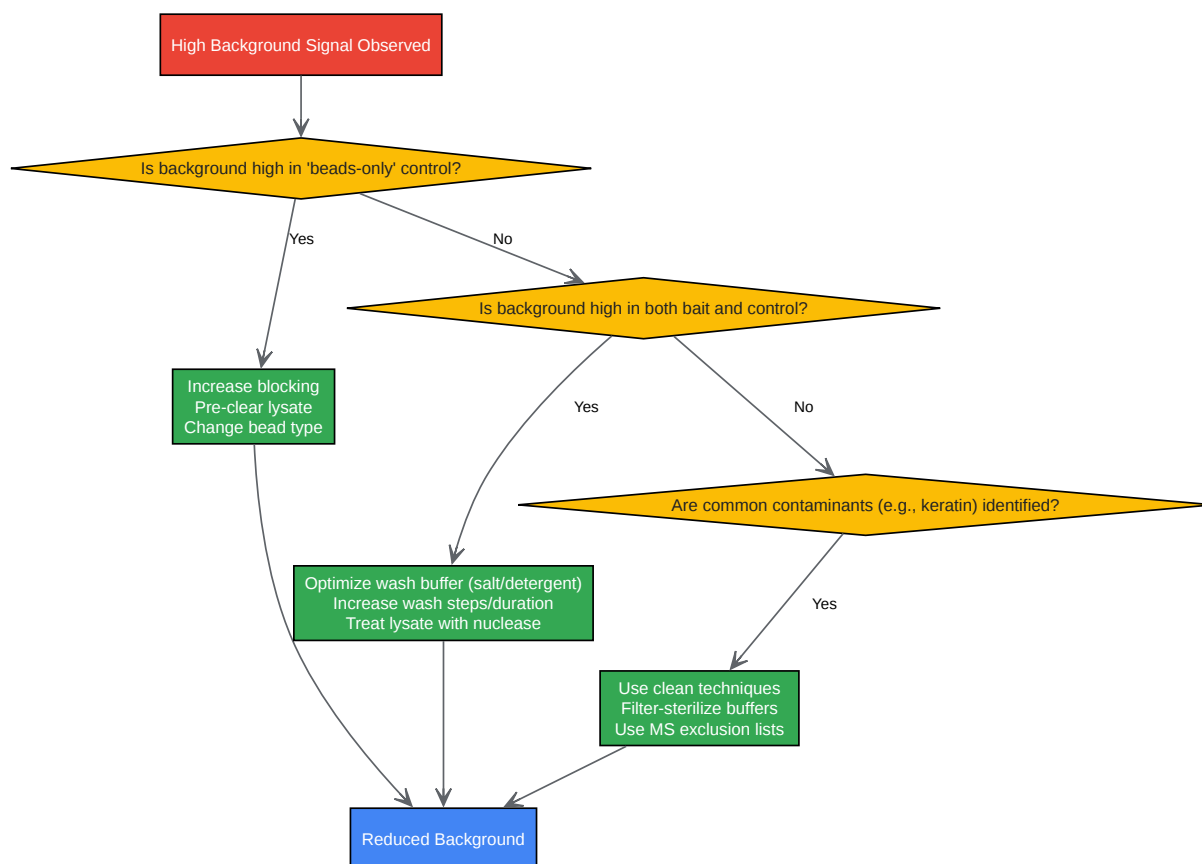 High Background Signal Observed
Is background high in 'beads-only' control?
Yes
No
Is background high in both bait and control?
Increase blocking
Pre-clear lysate
Change bead type
Yes
No
Are common contaminants (e.g., keratin) identified?
Optimize wash buffer (salt/detergent)
Increase wash steps/duration
Treat lysate with nuclease
Yes
Use clean techniques
Filter-sterilize buffers
Use MS exclusion lists
Reduced Background